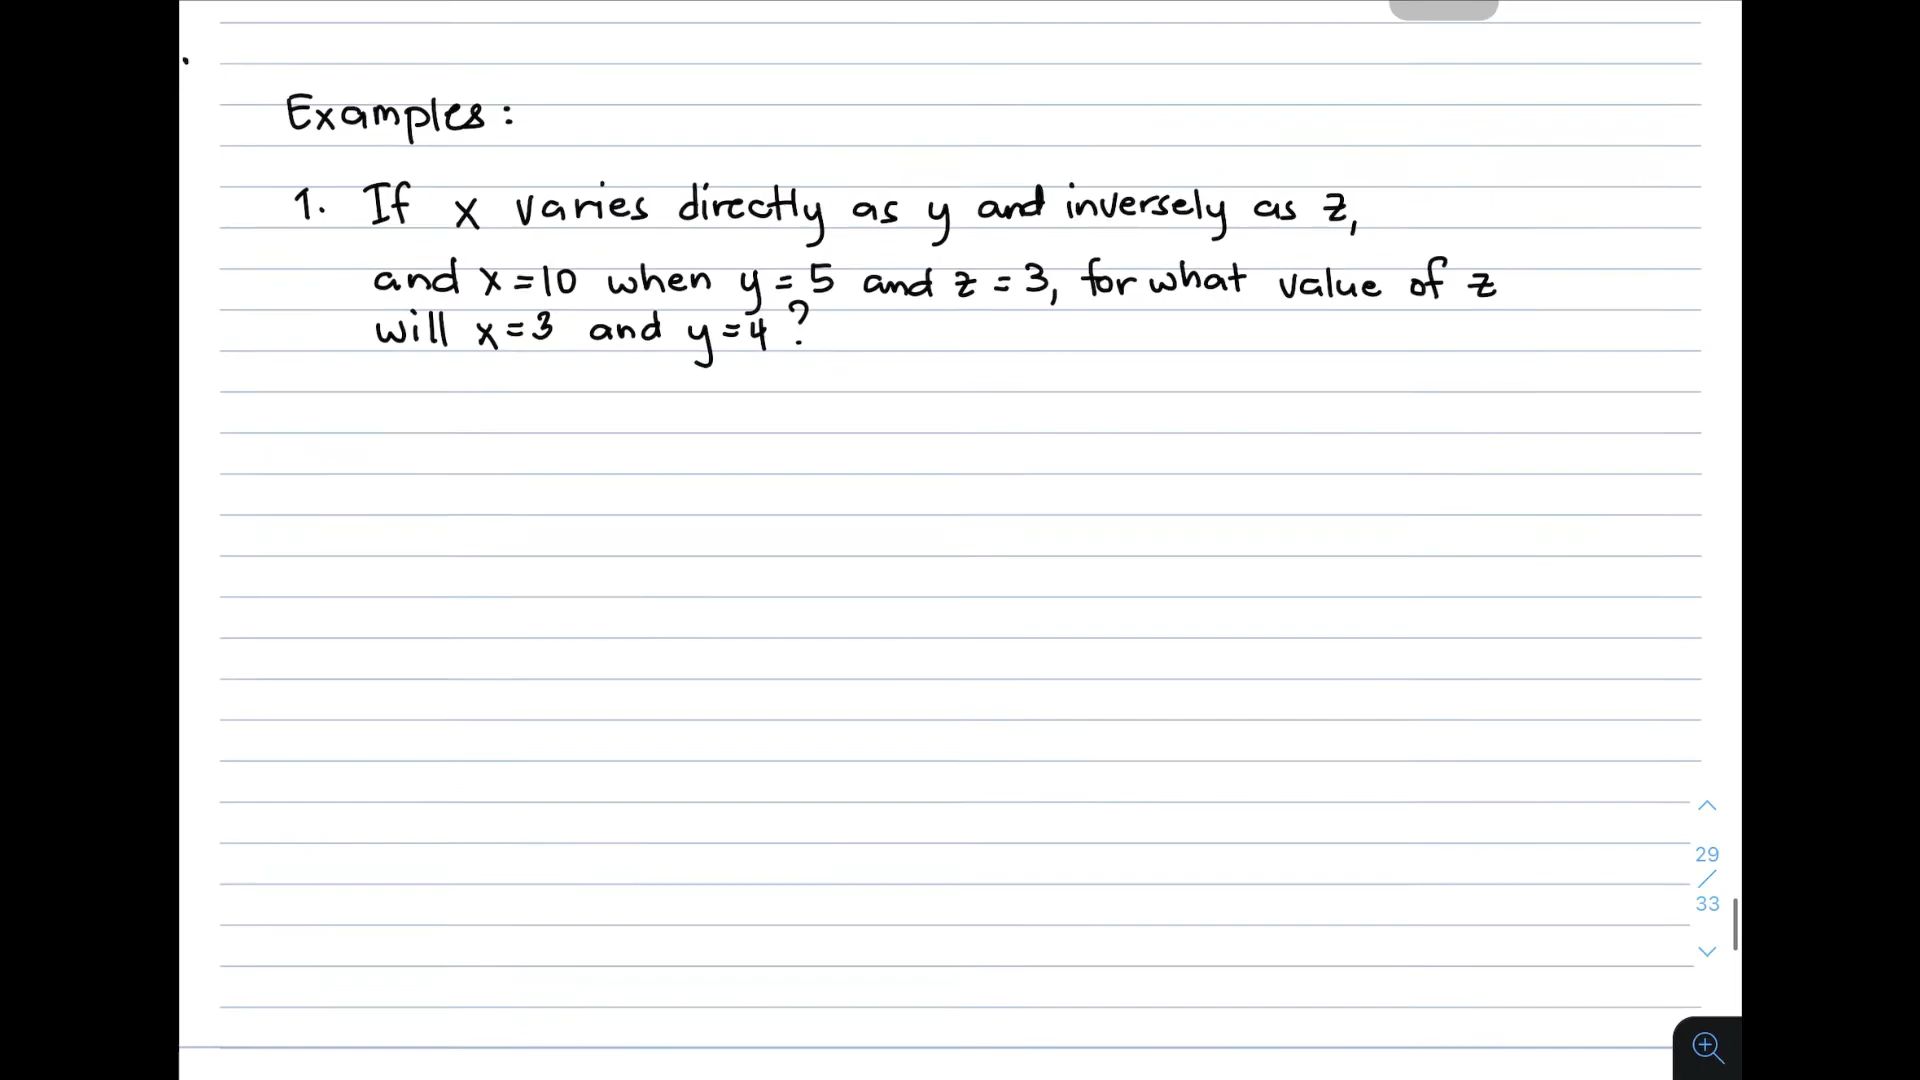 Examples:
1. If x varies directly as y and inversely as z,
and x = 10 when y = 5 and z = 3, for what value of z
will x = 3 and y = 4 ?
29
/
33